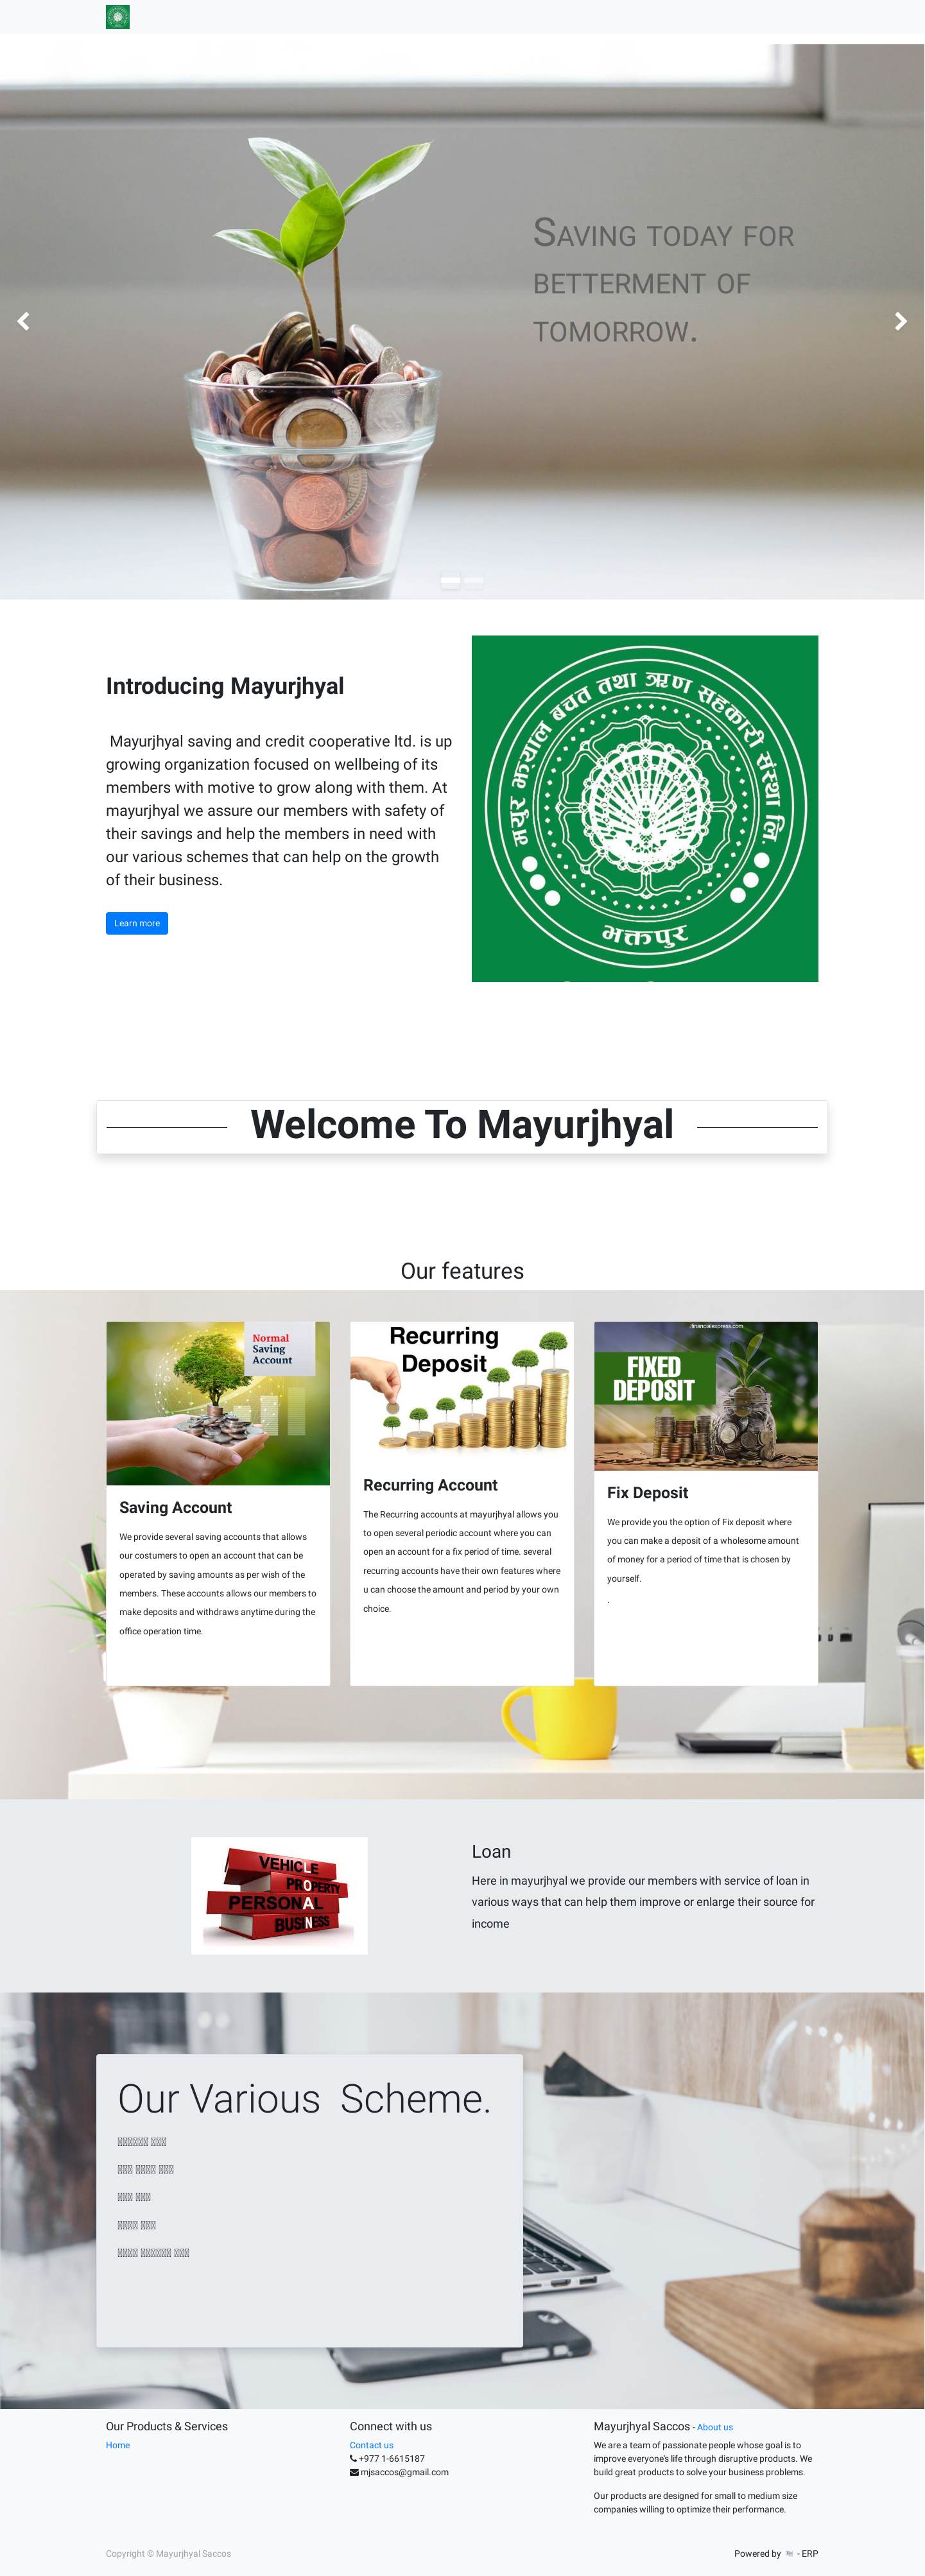 Saving today for
betterment of
tomorrow.
Introducing Mayurjhyal
Mayurjhyal saving and credit cooperative ltd. is up
growing organization focused on wellbeing of its
members with motive to grow along with them. At
mayurjhyal we assure our members with safety of
their savings and help the members in need with
our various schemes that can help on the growth
of their business.
Learn more
मयुर झ्याल बचत तथा ऋण सहकारी संस्था लि.
भक्तपुर
Welcome To Mayurjhyal
Our features
Normal
Saving
Account
Saving Account
We provide several saving accounts that allows
our costumers to open an account that can be
operated by saving amounts as per wish of the
members. These accounts allows our members to
make deposits and withdraws anytime during the
office operation time.
Recurring
Deposit
Recurring Account
The Recurring accounts at mayurjhyal allows you
to open several periodic account where you can
open an account for a fix period of time. several
recurring accounts have their own features where
u can choose the amount and period by your own
choice.
financialexpress.com
FIXED
DEPOSIT
Fix Deposit
We provide you the option of Fix deposit where
you can make a deposit of a wholesome amount
of money for a period of time that is chosen by
yourself.
.
VEHICLE
PROPERTY
PERSONAL
BUSINESS
LOAN
Loan
Here in mayurjhyal we provide our members with service of loan in
various ways that can help them improve or enlarge their source for
income
Our Various Scheme.
Our Products & Services
Home
Connect with us
Contact us
+977 1-6615187
mjsaccos@gmail.com
Mayurjhyal Saccos - About us
We are a team of passionate people whose goal is to
improve everyone's life through disruptive products. We
build great products to solve your business problems.
Our products are designed for small to medium size
companies willing to optimize their performance.
Copyright © Mayurjhyal Saccos
Powered by - ERP